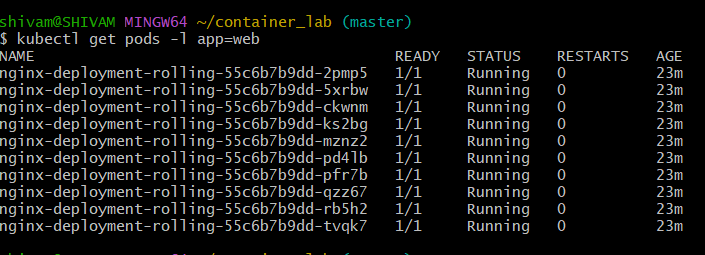 shivam@SHIVAM MINGW64 ~/container_lab (master)
$ kubectl get pods -l app=web
NAME READY STATUS RESTARTS AGE
nginx-deployment-rolling-55c6b7b9dd-2pmp5 1/1 Running 0 23m
nginx-deployment-rolling-55c6b7b9dd-5xrbw 1/1 Running 0 23m
nginx-deployment-rolling-55c6b7b9dd-ckwnm 1/1 Running 0 23m
nginx-deployment-rolling-55c6b7b9dd-ks2bg 1/1 Running 0 23m
nginx-deployment-rolling-55c6b7b9dd-mznz2 1/1 Running 0 23m
nginx-deployment-rolling-55c6b7b9dd-pd4lb 1/1 Running 0 23m
nginx-deployment-rolling-55c6b7b9dd-pfr7b 1/1 Running 0 23m
nginx-deployment-rolling-55c6b7b9dd-qzz67 1/1 Running 0 23m
nginx-deployment-rolling-55c6b7b9dd-rb5h2 1/1 Running 0 23m
nginx-deployment-rolling-55c6b7b9dd-tvqk7 1/1 Running 0 23m